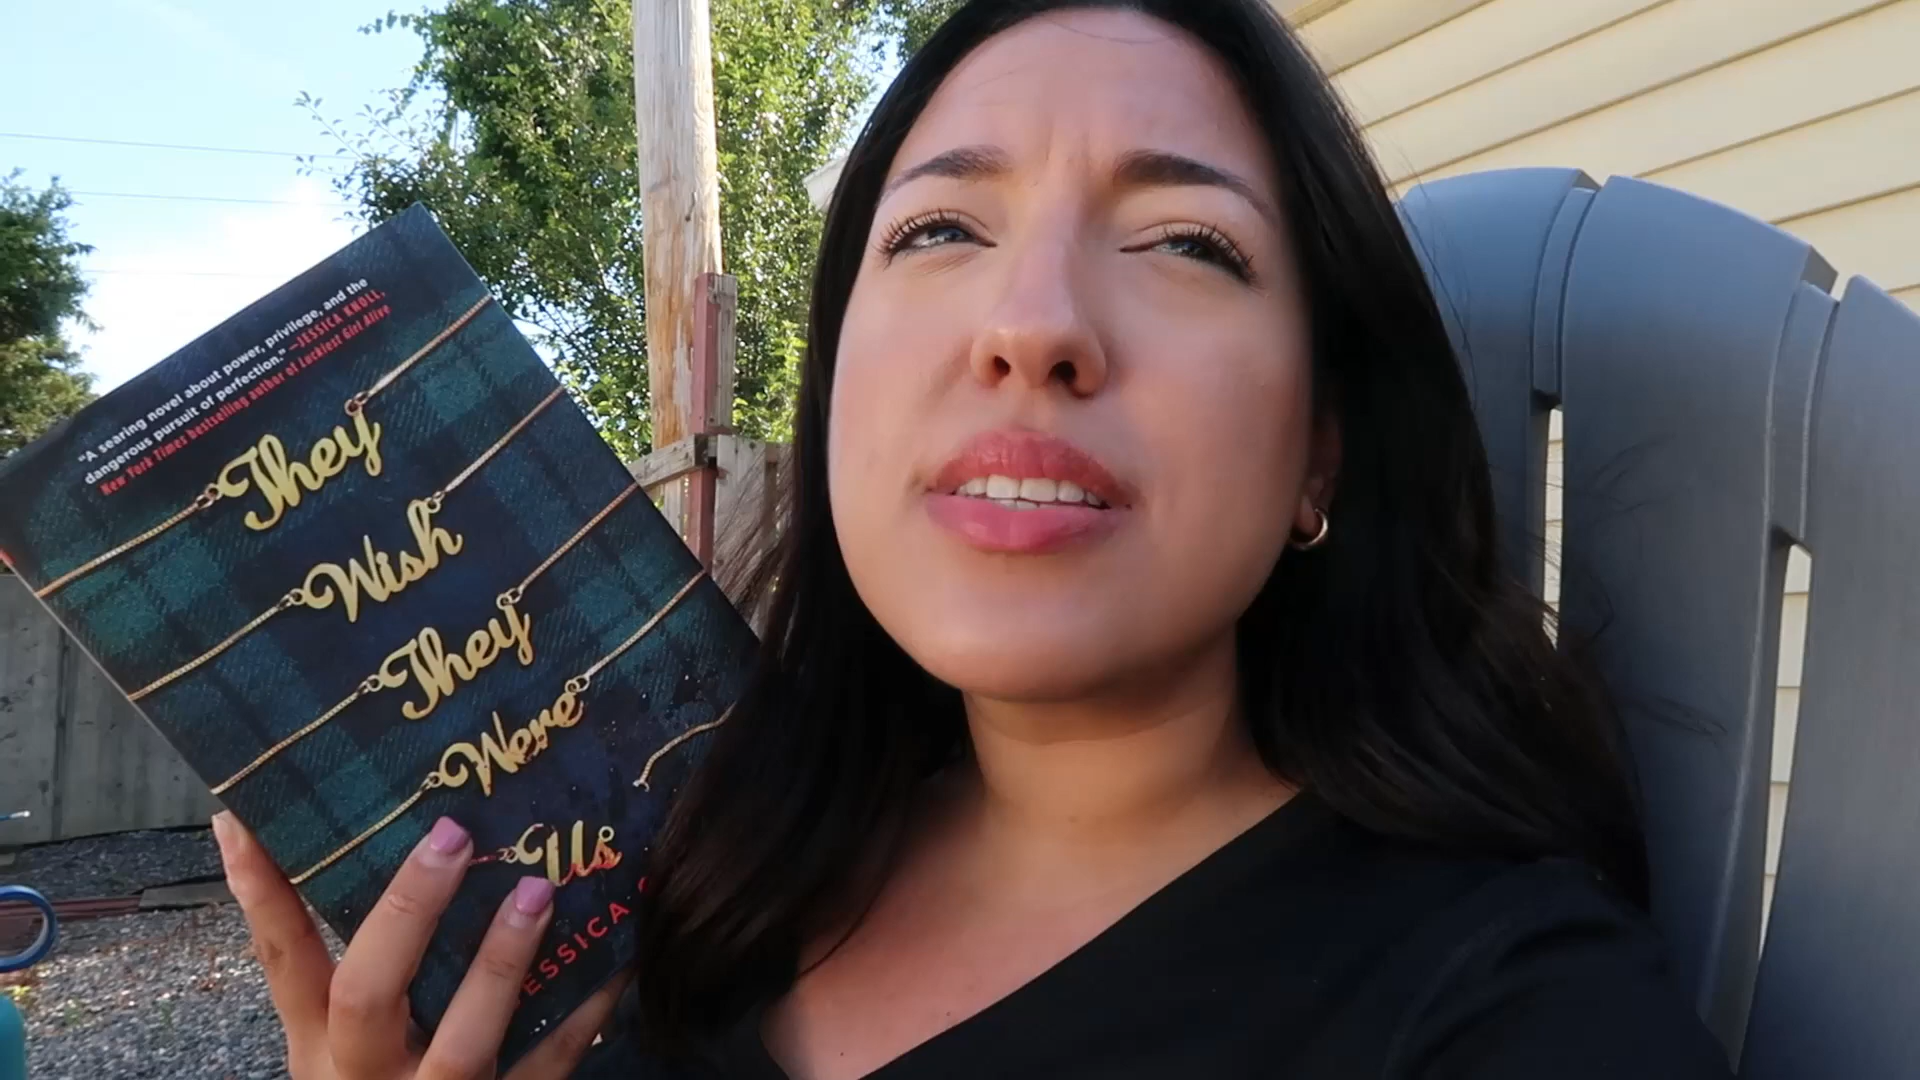 "A searing novel about power, privilege, and the
dangerous pursuit of perfection." —JESSICA KNOLL,
New York Times bestselling author of Luckiest Girl Alive
They
Wish
They
Were
Us
JESSICA